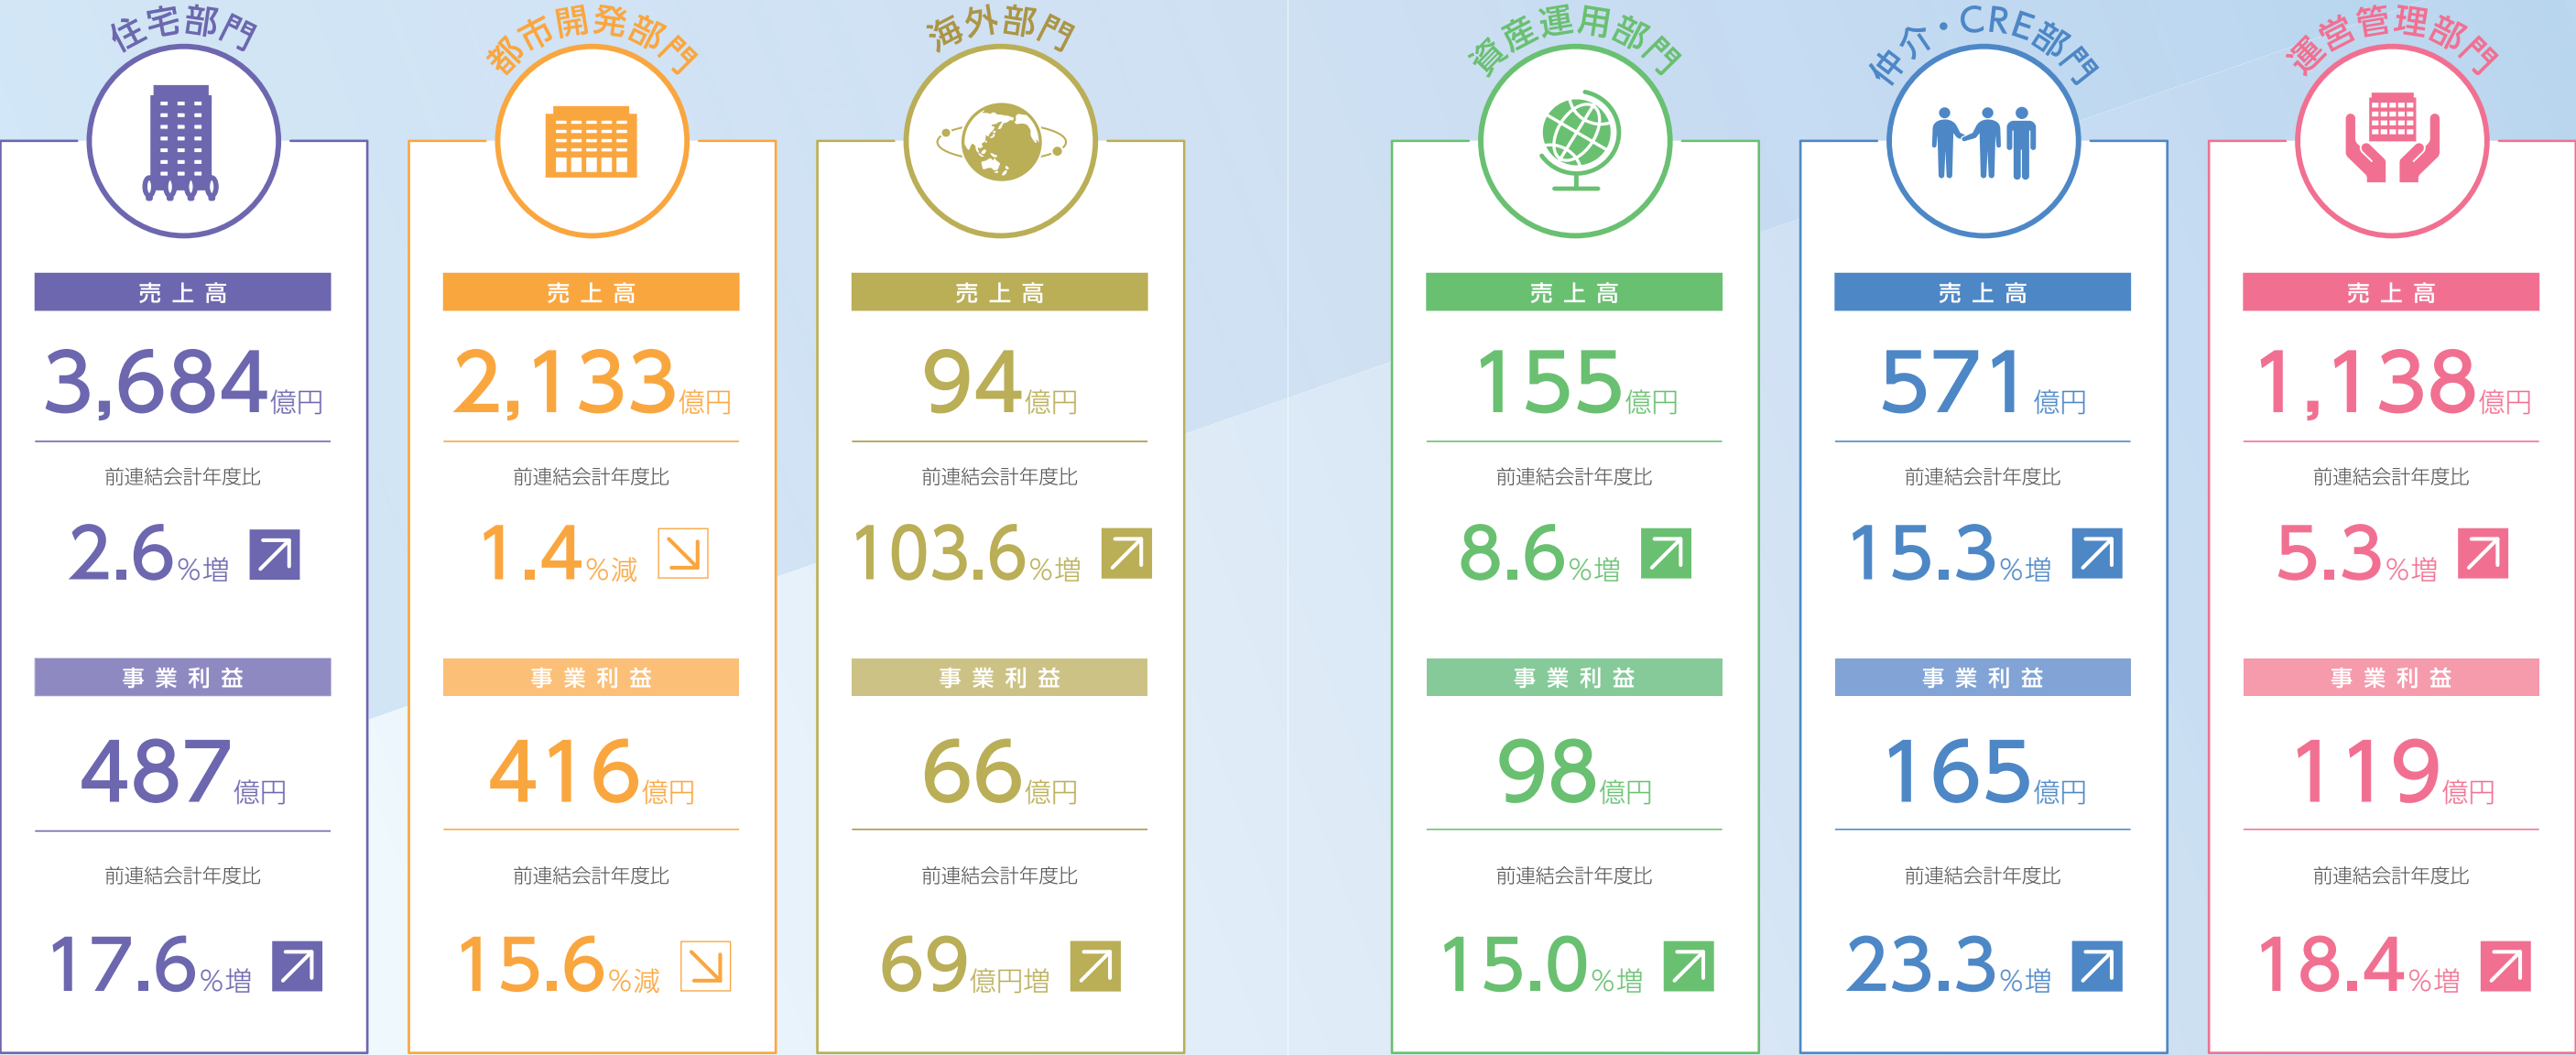 住宅部門
売上高
3,684億円
前連結会計年度比
2.6%増
事業利益
487億円
前連結会計年度比
17.6%増
都市開発部門
売上高
2,133億円
前連結会計年度比
1.4%減
事業利益
416億円
前連結会計年度比
15.6%減
海外部門
売上高
94億円
前連結会計年度比
103.6%増
事業利益
66億円
前連結会計年度比
69億円増
資産運用部門
売上高
155億円
前連結会計年度比
8.6%増
事業利益
98億円
前連結会計年度比
15.0%増
仲介・CRE部門
売上高
571億円
前連結会計年度比
15.3%増
事業利益
165億円
前連結会計年度比
23.3%増
運営管理部門
売上高
1,138億円
前連結会計年度比
5.3%増
事業利益
119億円
前連結会計年度比
18.4%増